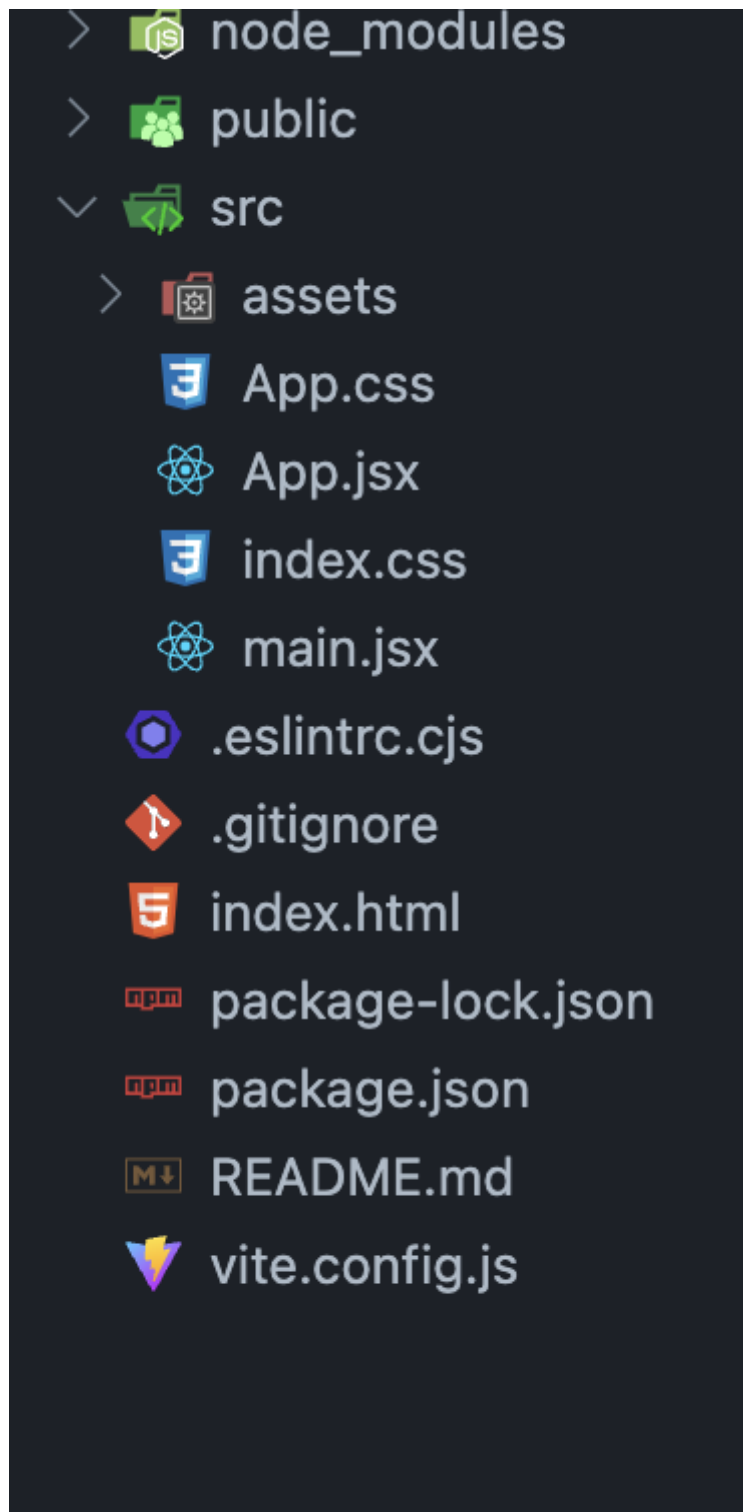 node_modules
public
src
assets
App.css
App.jsx
index.css
main.jsx
.eslintrc.cjs
.gitignore
index.html
package-lock.json
package.json
README.md
vite.config.js